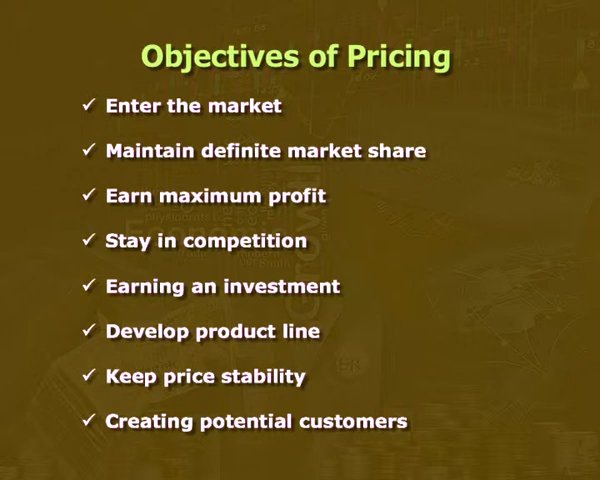 Objectives of Pricing
✓ Enter the market
✓ Maintain definite market share
✓ Earn maximum profit
✓ Stay in competition
✓ Earning an investment
✓ Develop product line
✓ Keep price stability
✓ Creating potential customers